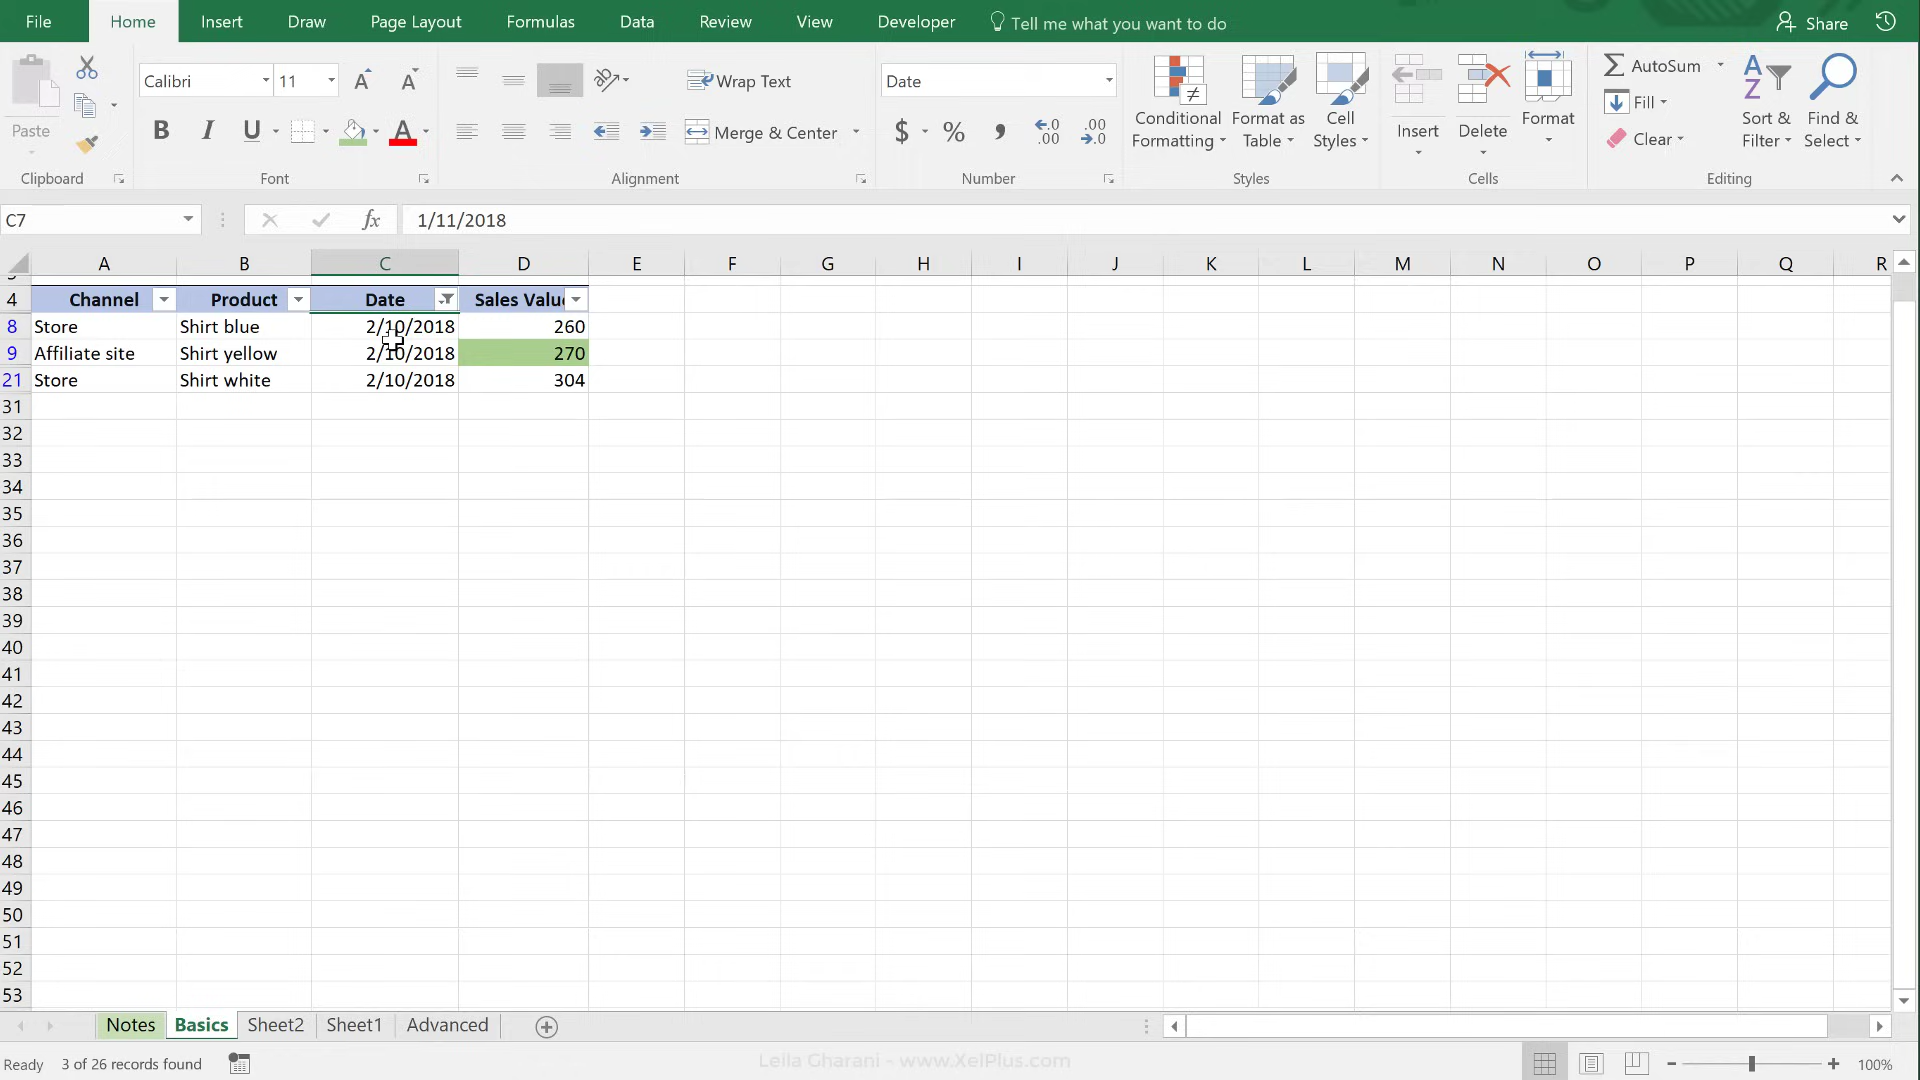 File Home Insert Draw Page Layout Formulas Data Review View Developer Tell me what you want to do Share
Calibri 11 Wrap Text Date AutoSum
Paste B I U Merge & Center $ % , Conditional Formatting Format as Table Cell Styles Insert Delete Format Fill Clear Sort & Filter Find & Select
Clipboard Font Alignment Number Styles Cells Editing
C7 fx 1/11/2018
A B C D E F G H I J K L M N O P Q R
4 Channel Product Date Sales Valu
8 Store Shirt blue 2/10/2018 260
9 Affiliate site Shirt yellow 2/10/2018 270
21 Store Shirt white 2/10/2018 304
31
32
33
34
35
36
37
38
39
40
41
42
43
44
45
46
47
48
49
50
51
52
53
Notes Basics Sheet2 Sheet1 Advanced
Ready 3 of 26 records found Leila Gharani - www.XelPlus.com 100%